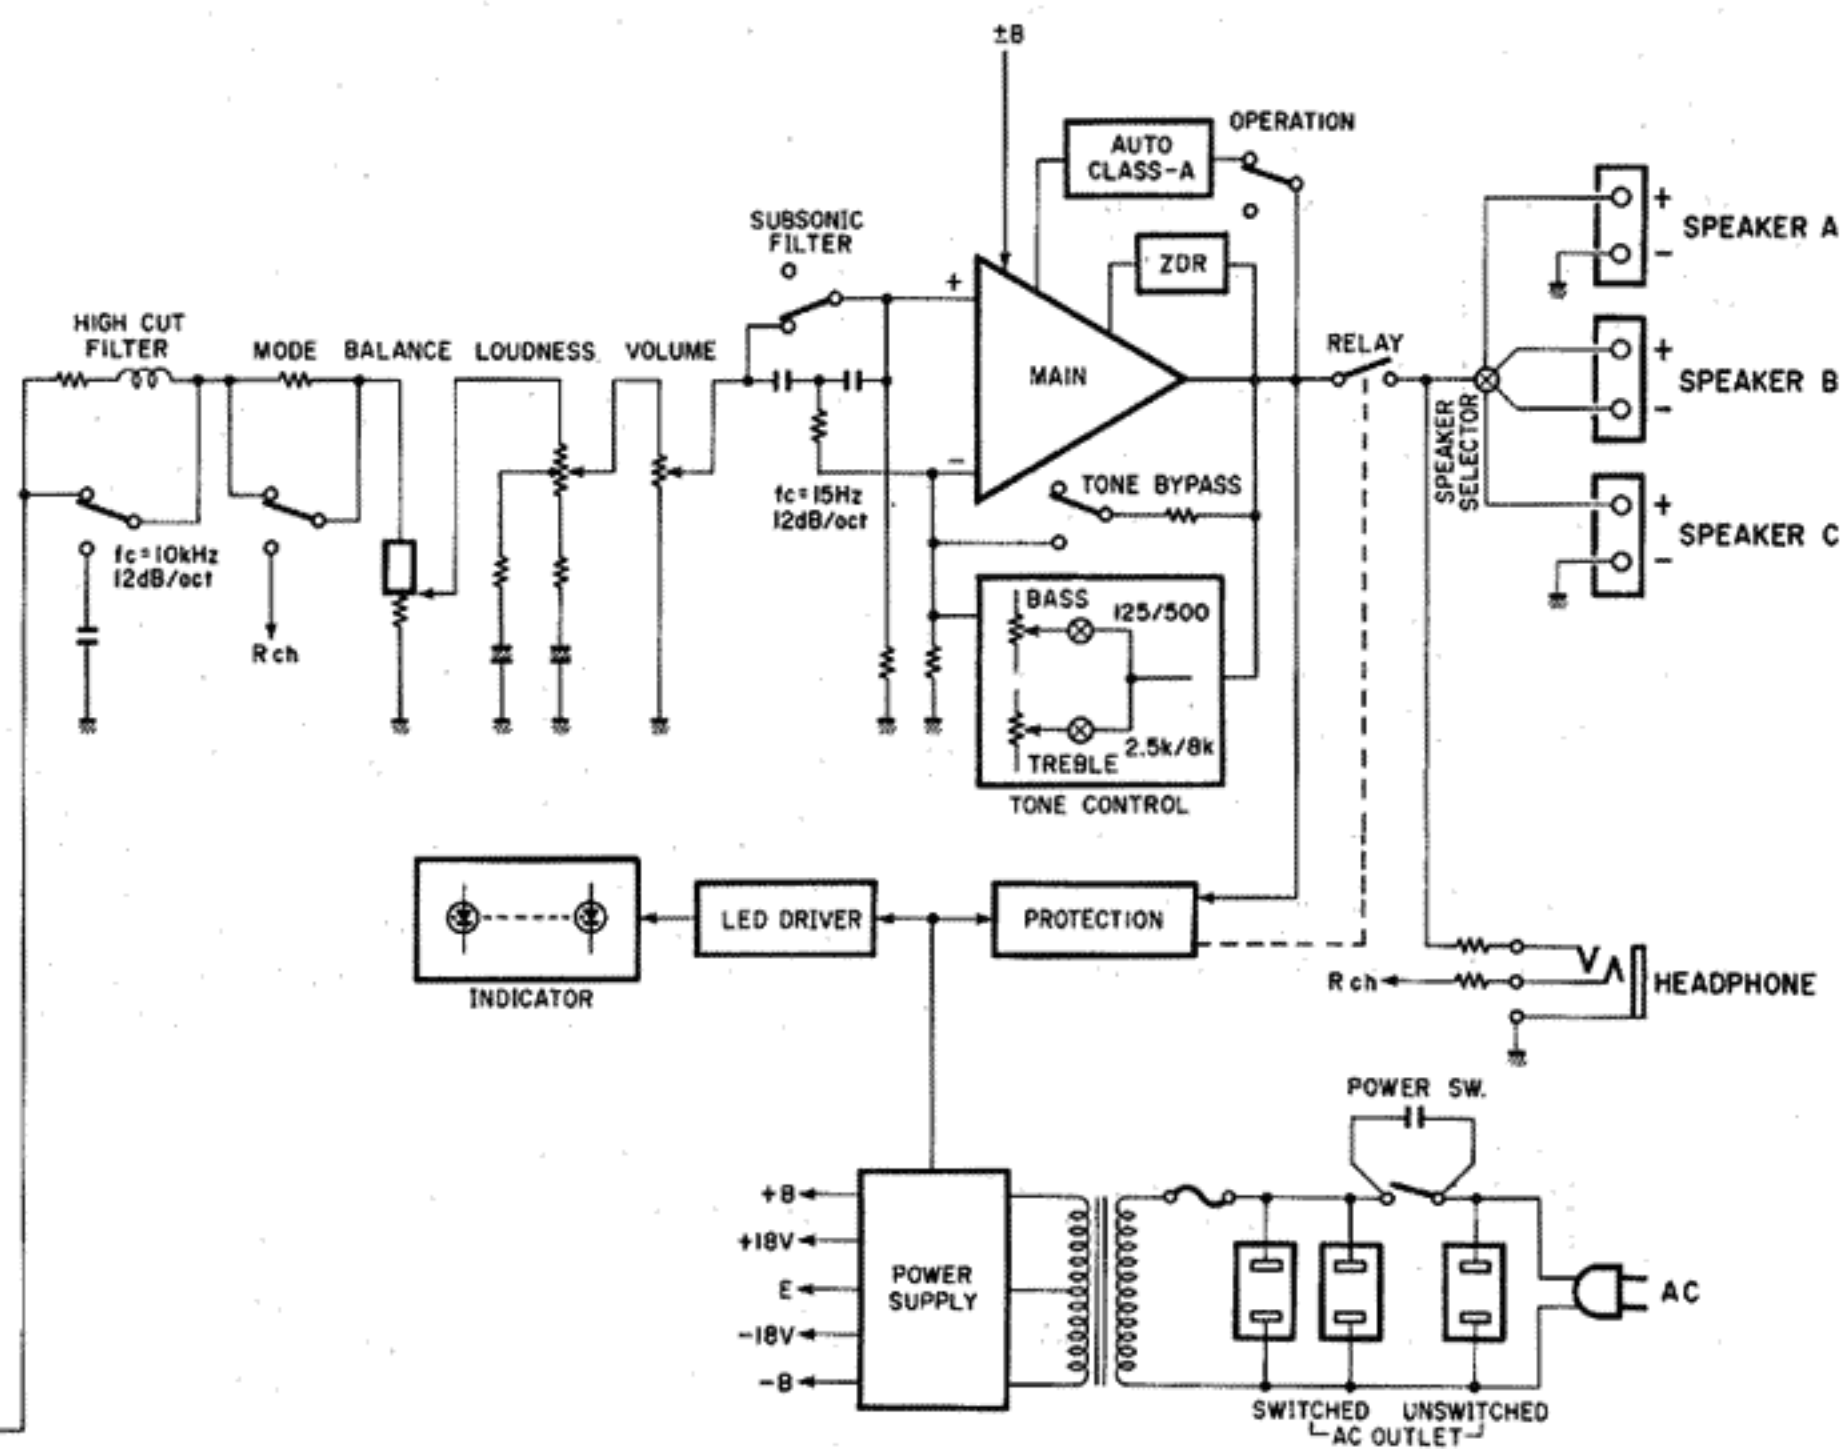 ±B
OPERATION
AUTO
CLASS-A
SUBSONIC
FILTER
ZDR
+
-
SPEAKER A
+
HIGH CUT
FILTER
MODE
BALANCE
LOUDNESS
VOLUME
MAIN
RELAY
+
-
SPEAKER B
SPEAKER
SELECTOR
-
fc=15Hz
12dB/oct
TONE BYPASS
+
-
SPEAKER C
fc=10kHz
12dB/oct
R ch
BASS
125/500
2.5k/8k
TREBLE
TONE CONTROL
LED DRIVER
PROTECTION
INDICATOR
R ch
HEADPHONE
POWER SW.
+B
+18V
E
-18V
-B
POWER
SUPPLY
AC
SWITCHED
UNSWITCHED
AC OUTLET